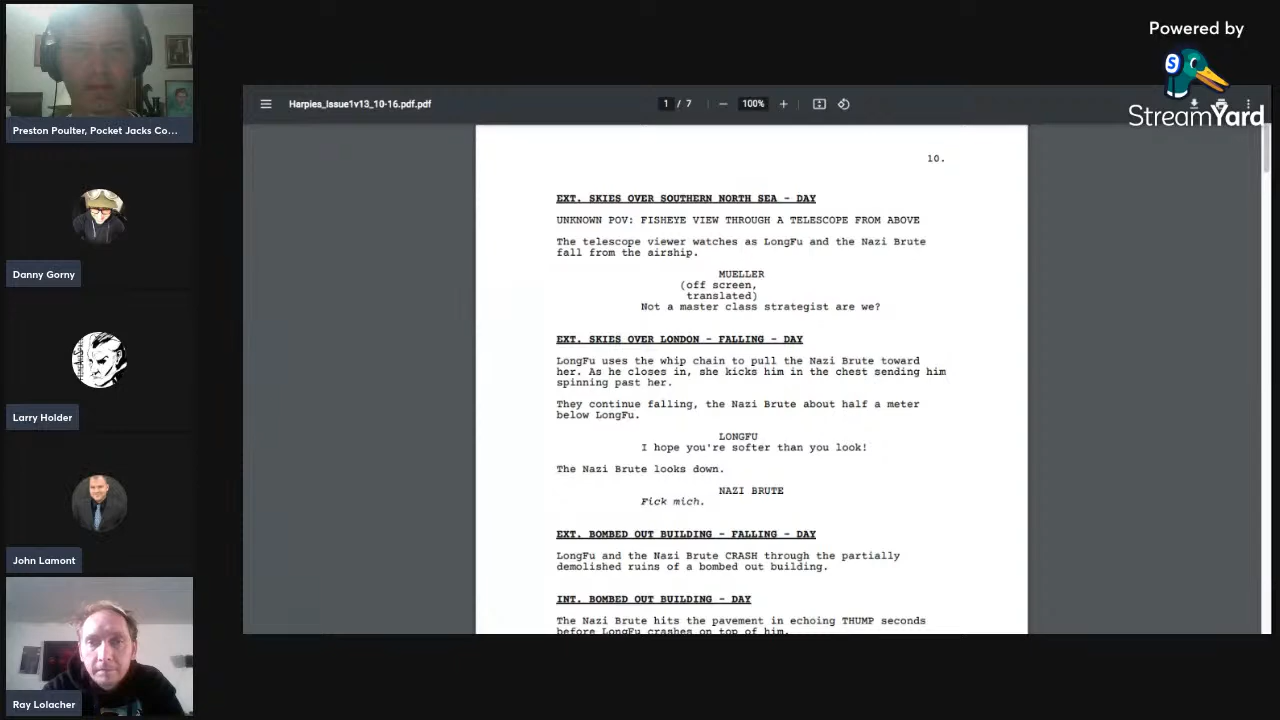 Powered by
S
StreamYard
Preston Poulter, Pocket Jacks Co...
Danny Gorny
Larry Holder
John Lamont
Ray Lolacher
Harpies_Issue1v13_10-16.pdf.pdf
1 / 7
100%
10.
EXT. SKIES OVER SOUTHERN NORTH SEA - DAY
UNKNOWN POV: FISHEYE VIEW THROUGH A TELESCOPE FROM ABOVE
The telescope viewer watches as LongFu and the Nazi Brute
fall from the airship.
MUELLER
(off screen,
translated)
Not a master class strategist are we?
EXT. SKIES OVER LONDON - FALLING - DAY
LongFu uses the whip chain to pull the Nazi Brute toward
her. As he closes in, she kicks him in the chest sending him
spinning past her.
They continue falling, the Nazi Brute about half a meter
below LongFu.
LONGFU
I hope you're softer than you look!
The Nazi Brute looks down.
NAZI BRUTE
Fick mich.
EXT. BOMBED OUT BUILDING - FALLING - DAY
LongFu and the Nazi Brute CRASH through the partially
demolished ruins of a bombed out building.
INT. BOMBED OUT BUILDING - DAY
The Nazi Brute hits the pavement in echoing THUMP seconds
before LongFu crashes on top of him.